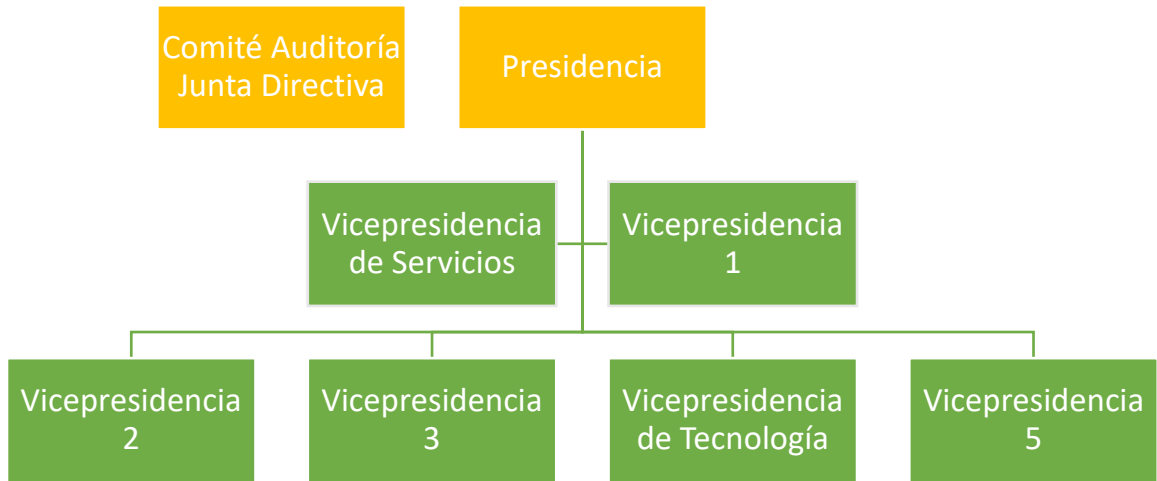 Comité Auditoría
Junta Directiva
Presidencia
Vicepresidencia
de Servicios
Vicepresidencia
1
Vicepresidencia
2
Vicepresidencia
3
Vicepresidencia
de Tecnología
Vicepresidencia
5